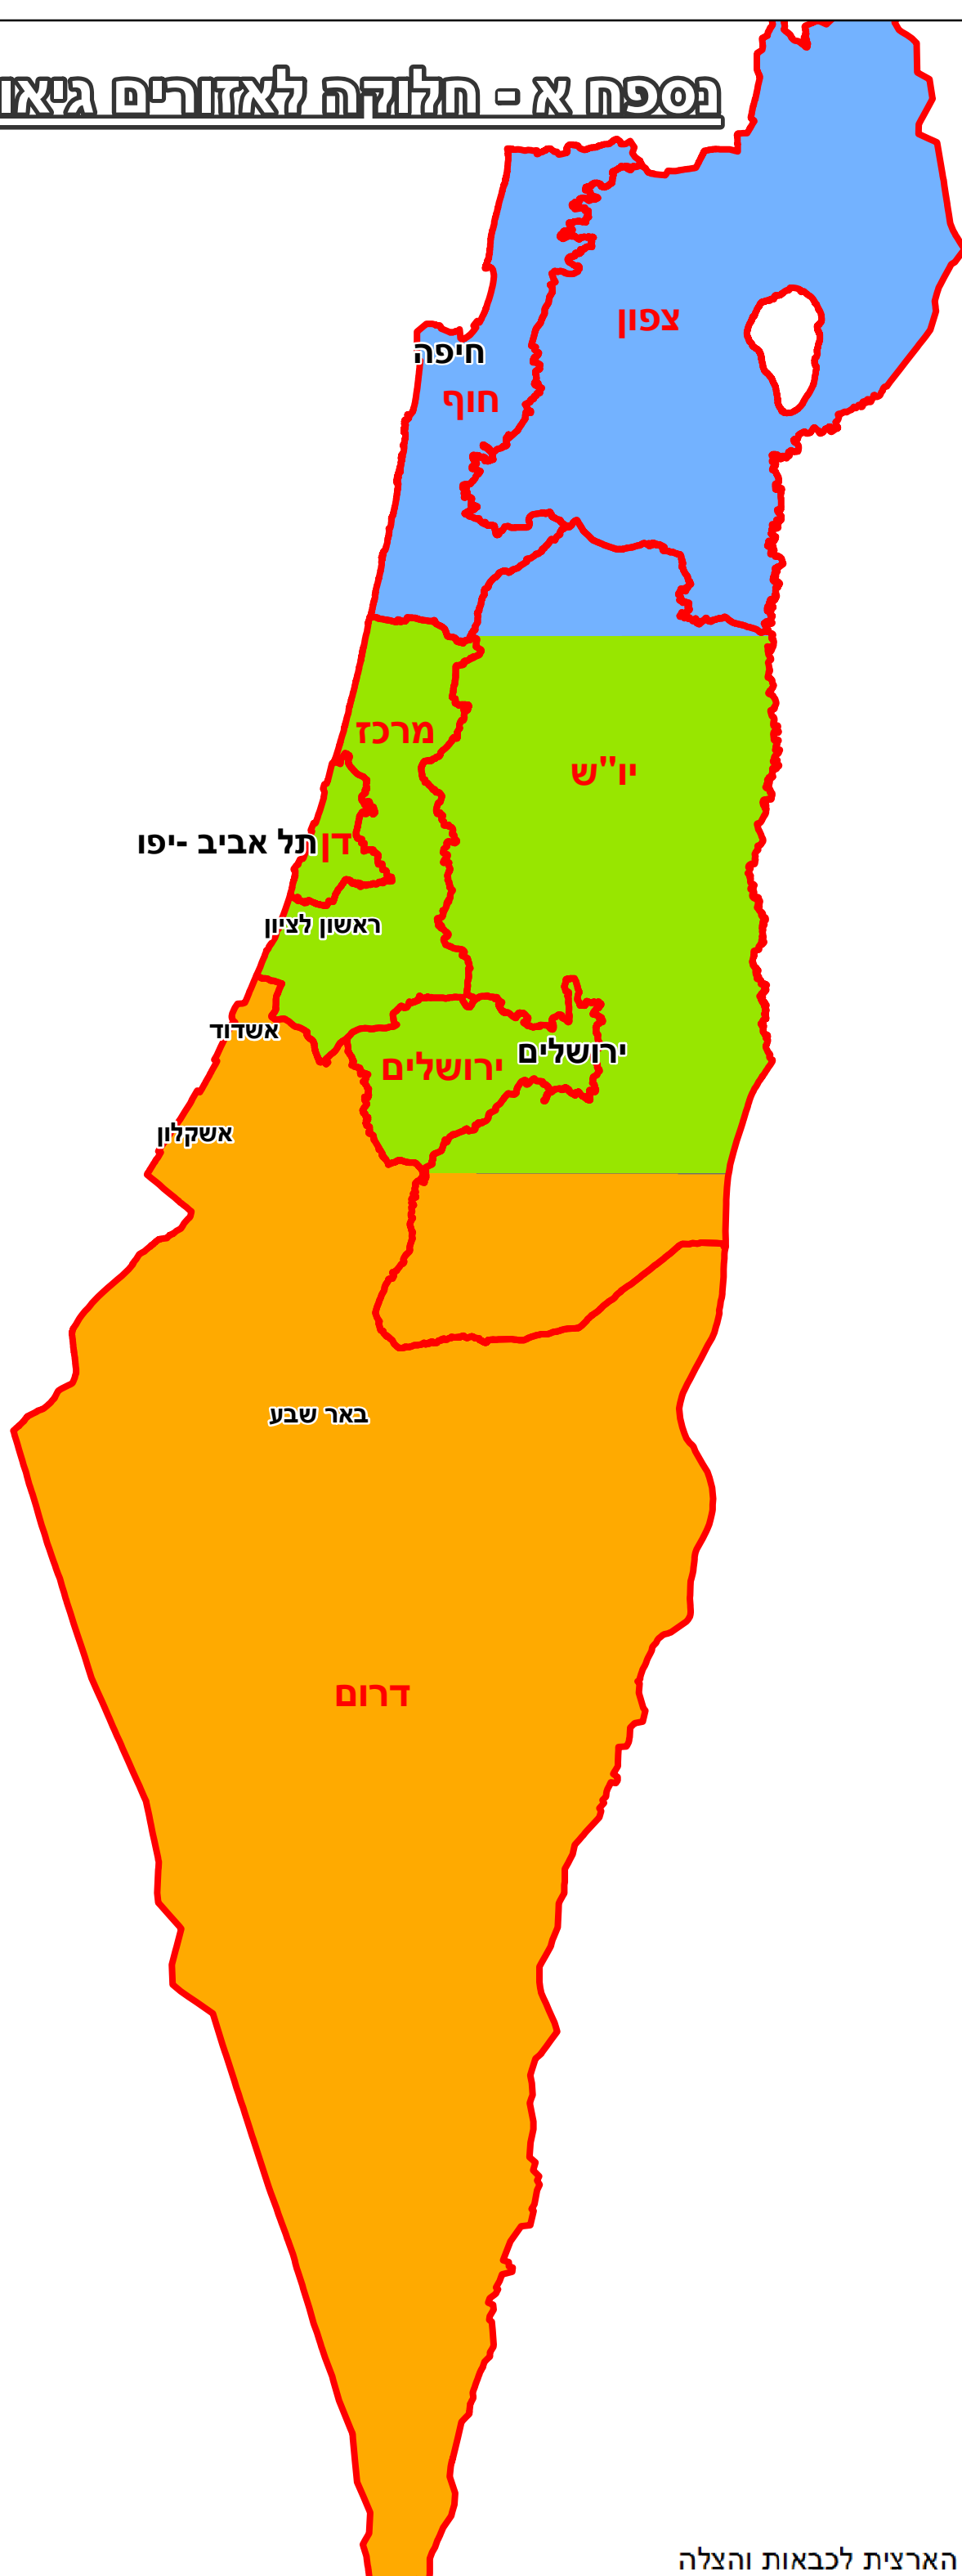 נספח א - חלוקה לאזורים גיאו
צפון
חיפה
חוף
מרכז
יו"ש
דן
תל אביב -יפו
ראשון לציון
אשדוד
ירושלים
ירושלים
אשקלון
באר שבע
דרום
הארצית לכבאות והצלה